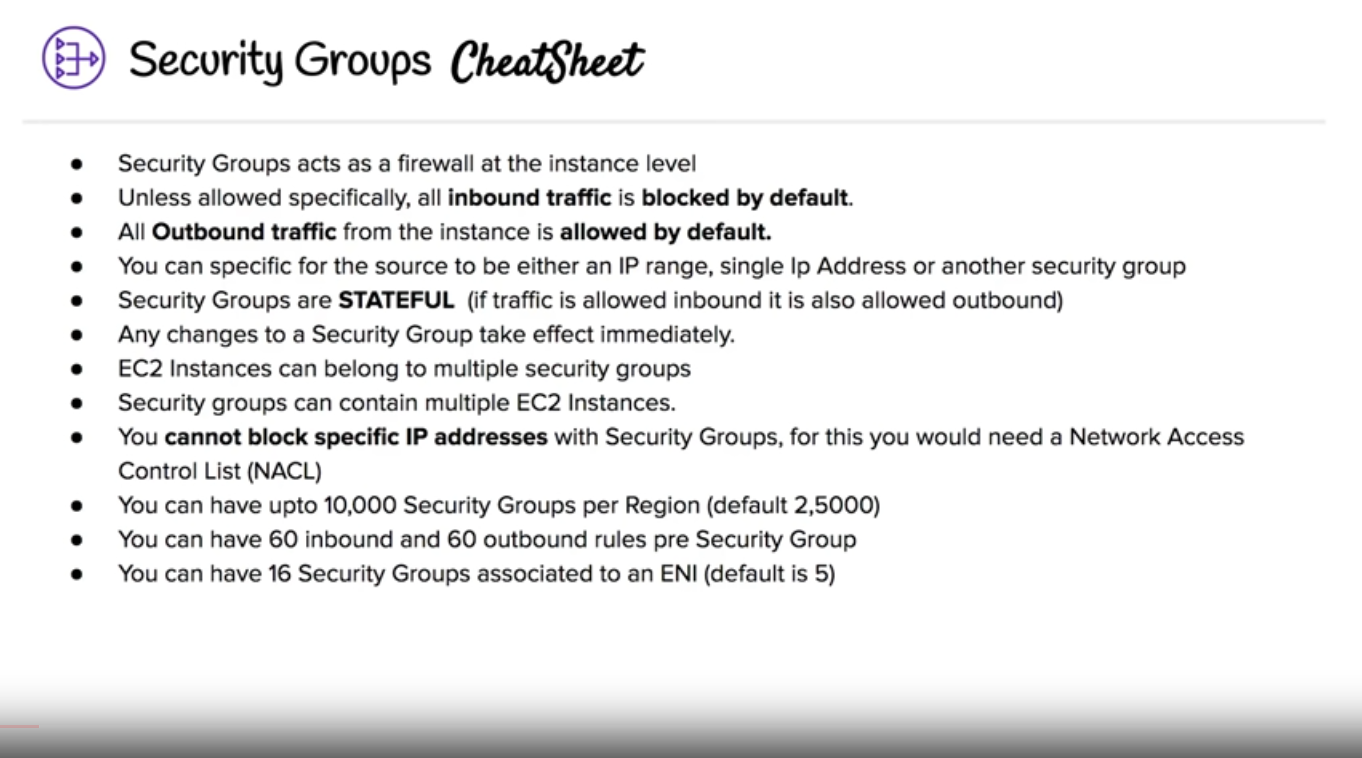 Security Groups CheatSheet
● Security Groups acts as a firewall at the instance level
● Unless allowed specifically, all inbound traffic is blocked by default.
● All Outbound traffic from the instance is allowed by default.
● You can specific for the source to be either an IP range, single Ip Address or another security group
● Security Groups are STATEFUL (if traffic is allowed inbound it is also allowed outbound)
● Any changes to a Security Group take effect immediately.
● EC2 Instances can belong to multiple security groups
● Security groups can contain multiple EC2 Instances.
● You cannot block specific IP addresses with Security Groups, for this you would need a Network Access
Control List (NACL)
● You can have upto 10,000 Security Groups per Region (default 2,5000)
● You can have 60 inbound and 60 outbound rules pre Security Group
● You can have 16 Security Groups associated to an ENI (default is 5)